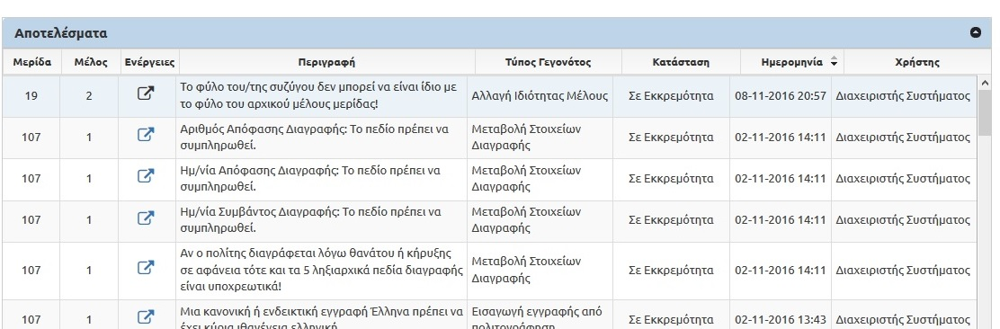 Αποτελέσματα
Μερίδα Μέλος Ενέργειες Περιγραφή Τύπος Γεγονότος Κατάσταση Ημερομηνία Χρήστης
19 2 Το φύλο του/της συζύγου δεν μπορεί να είναι ίδιο με
το φύλο του αρχικού μέλους μερίδας! Αλλαγή Ιδιότητας Μέλους Σε Εκκρεμότητα 08-11-2016 20:57 Διαχειριστής Συστήματος
107 1 Αριθμός Απόφασης Διαγραφής: Το πεδίο πρέπει να
συμπληρωθεί. Μεταβολή Στοιχείων
Διαγραφής Σε Εκκρεμότητα 02-11-2016 14:11 Διαχειριστής Συστήματος
107 1 Ημ/νία Απόφασης Διαγραφής: Το πεδίο πρέπει να
συμπληρωθεί. Μεταβολή Στοιχείων
Διαγραφής Σε Εκκρεμότητα 02-11-2016 14:11 Διαχειριστής Συστήματος
107 1 Ημ/νία Συμβάντος Διαγραφής: Το πεδίο πρέπει να
συμπληρωθεί. Μεταβολή Στοιχείων
Διαγραφής Σε Εκκρεμότητα 02-11-2016 14:11 Διαχειριστής Συστήματος
107 1 Αν ο πολίτης διαγράφεται λόγω θανάτου ή κήρυξης
σε αφάνεια τότε και τα 5 ληξιαρχικά πεδία διαγραφής
είναι υποχρεωτικά! Μεταβολή Στοιχείων
Διαγραφής Σε Εκκρεμότητα 02-11-2016 14:11 Διαχειριστής Συστήματος
107 1 Μια κανονική ή ενδεικτική εγγραφή Έλληνα πρέπει να
έχει κύρια ιθαγένεια ελληνική Εισαγωγή εγγραφής από
πολιτογράφηση Σε Εκκρεμότητα 02-11-2016 13:43 Διαχειριστής Συστήματος